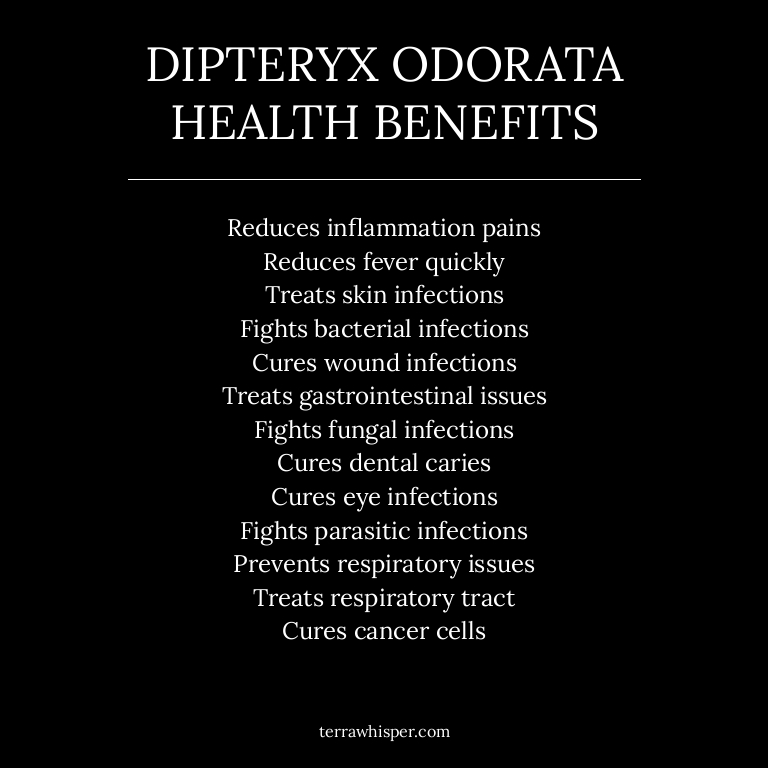 DIPTERYX ODORATA
HEALTH BENEFITS
Reduces inflammation pains
Reduces fever quickly
Treats skin infections
Fights bacterial infections
Cures wound infections
Treats gastrointestinal issues
Fights fungal infections
Cures dental caries
Cures eye infections
Fights parasitic infections
Prevents respiratory issues
Treats respiratory tract
Cures cancer cells
terrawhisper.com